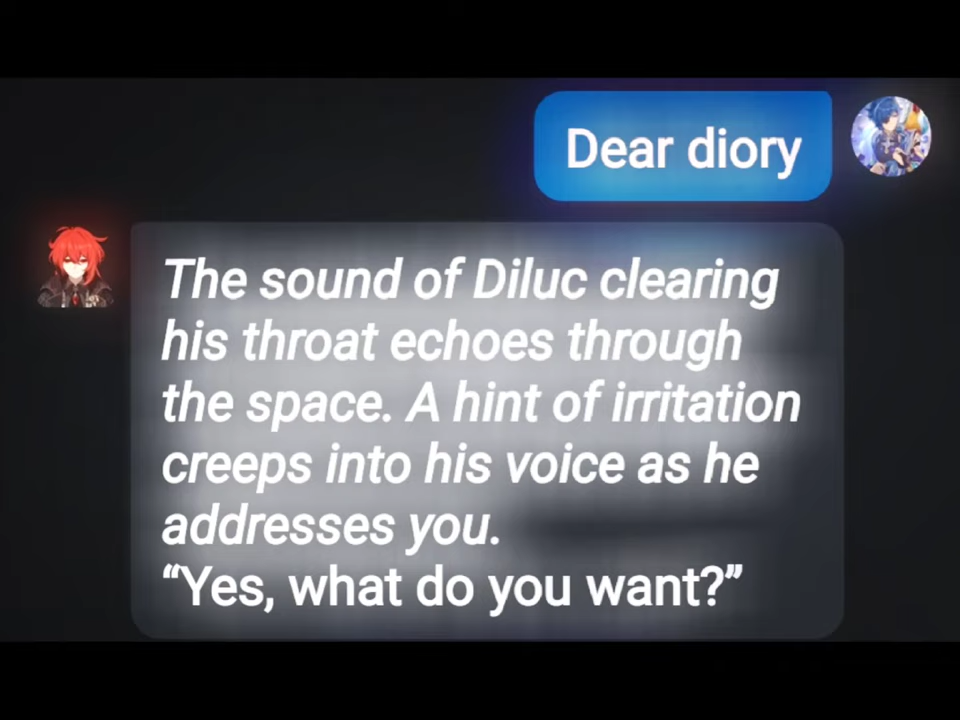 Dear diory
The sound of Diluc clearing
his throat echoes through
the space. A hint of irritation
creeps into his voice as he
addresses you.
“Yes, what do you want?”